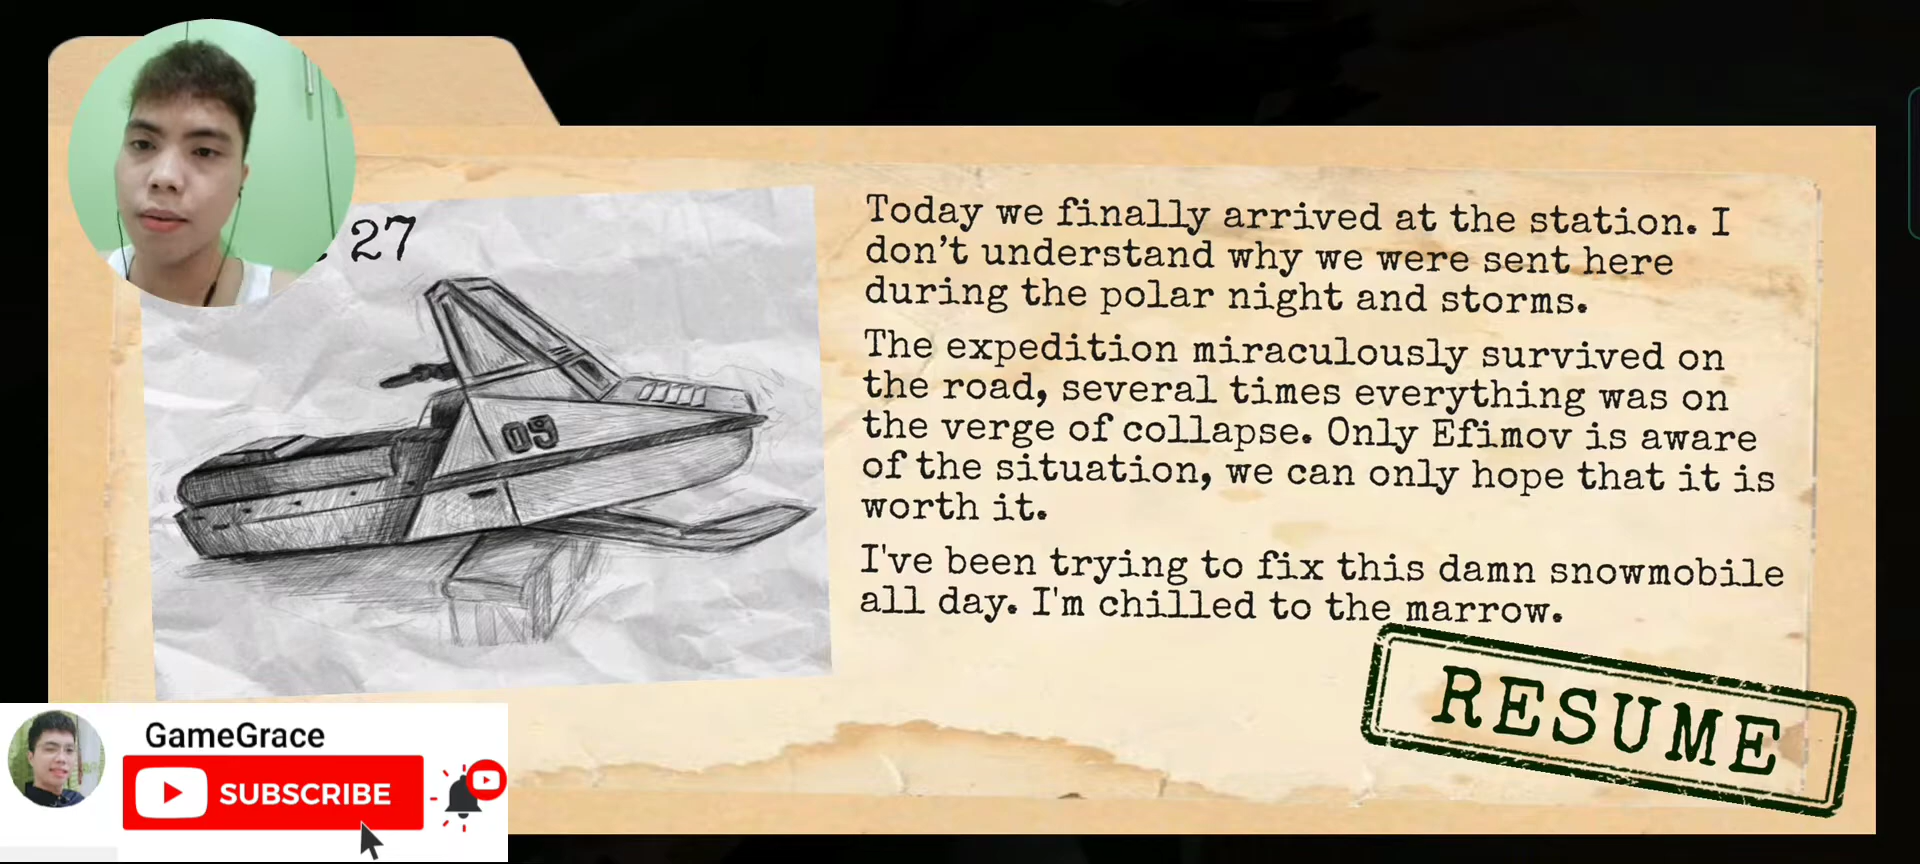 27
Today we finally arrived at the station. I
don't understand why we were sent here
during the polar night and storms.
The expedition miraculously survived on
the road, several times everything was on
the verge of collapse. Only Efimov is aware
of the situation, we can only hope that it is
worth it.
I've been trying to fix this damn snowmobile
all day. I'm chilled to the marrow.
09
RESUME
GameGrace
SUBSCRIBE